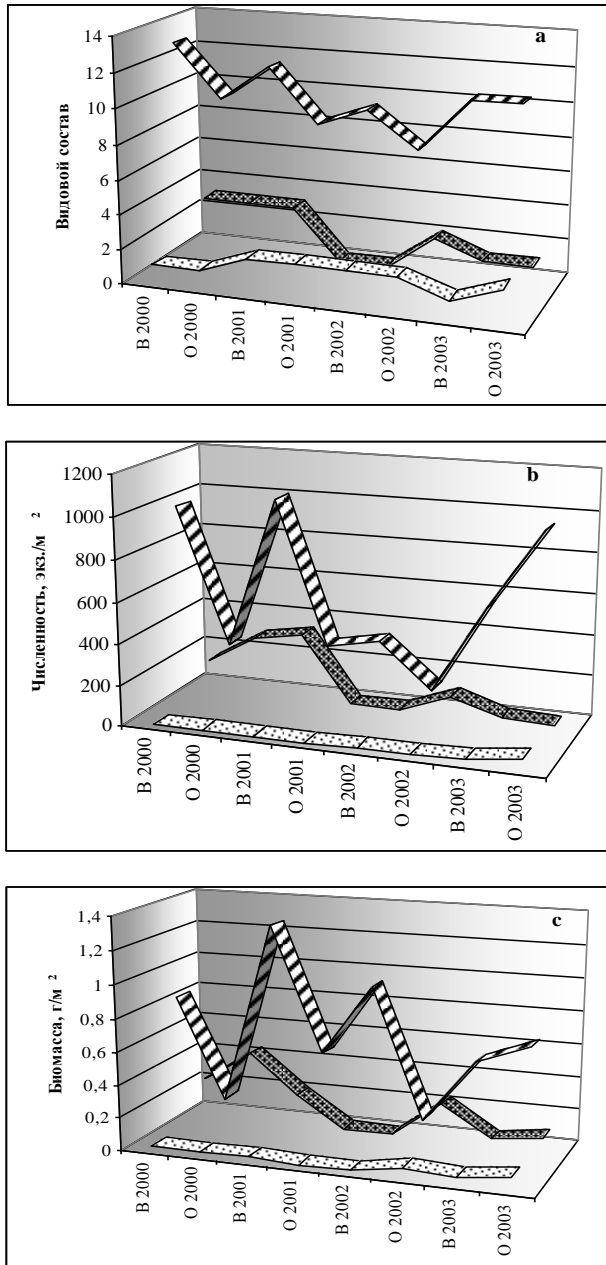 a
Видовой состав
14
12
10
8
6
4
2
0
В 2000
О 2000
В 2001
О 2001
В 2002
О 2002
В 2003
О 2003
b
Численность, экз./м 2
1200
1000
800
600
400
200
0
В 2000
О 2000
В 2001
О 2001
В 2002
О 2002
В 2003
О 2003
c
Биомасса, г/м 2
1,4
1,2
1
0,8
0,6
0,4
0,2
0
В 2000
О 2000
В 2001
О 2001
В 2002
О 2002
В 2003
О 2003